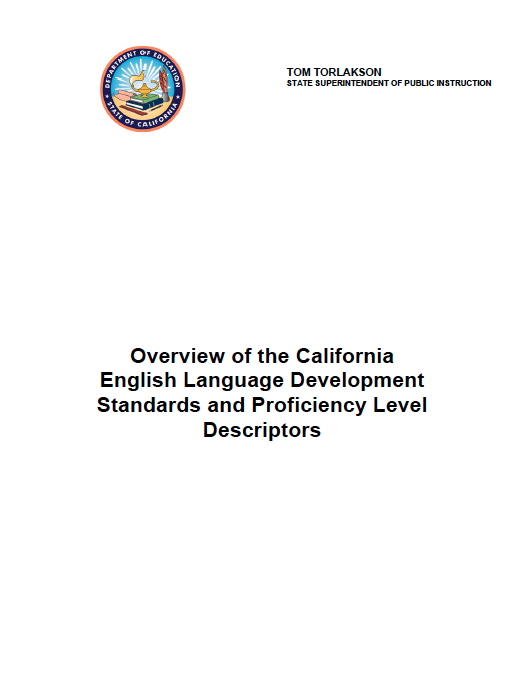 DEPARTMENT OF EDUCATION
STATE OF CALIFORNIA
TOM TORLAKSON
STATE SUPERINTENDENT OF PUBLIC INSTRUCTION
Overview of the California
English Language Development
Standards and Proficiency Level
Descriptors